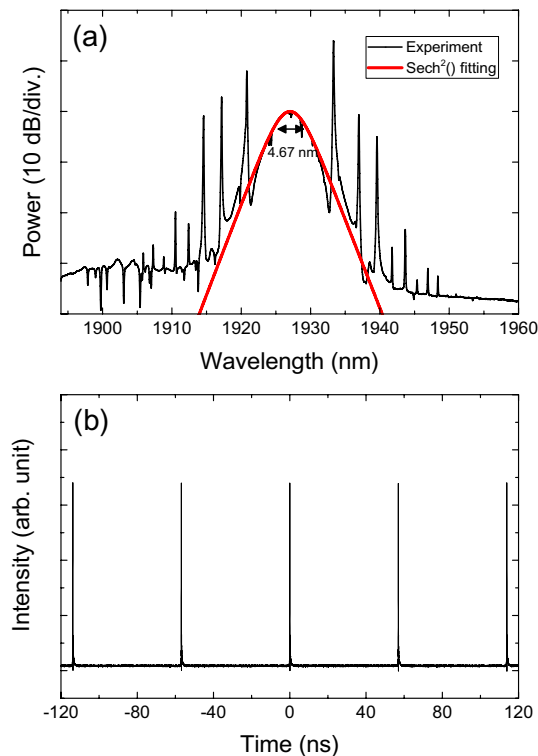 (a)
Experiment
Sech²() fitting
4.67 nm
Power (10 dB/div.)
1900 1910 1920 1930 1940 1950 1960
Wavelength (nm)
(b)
Intensity (arb. unit)
-120 -80 -40 0 40 80 120
Time (ns)